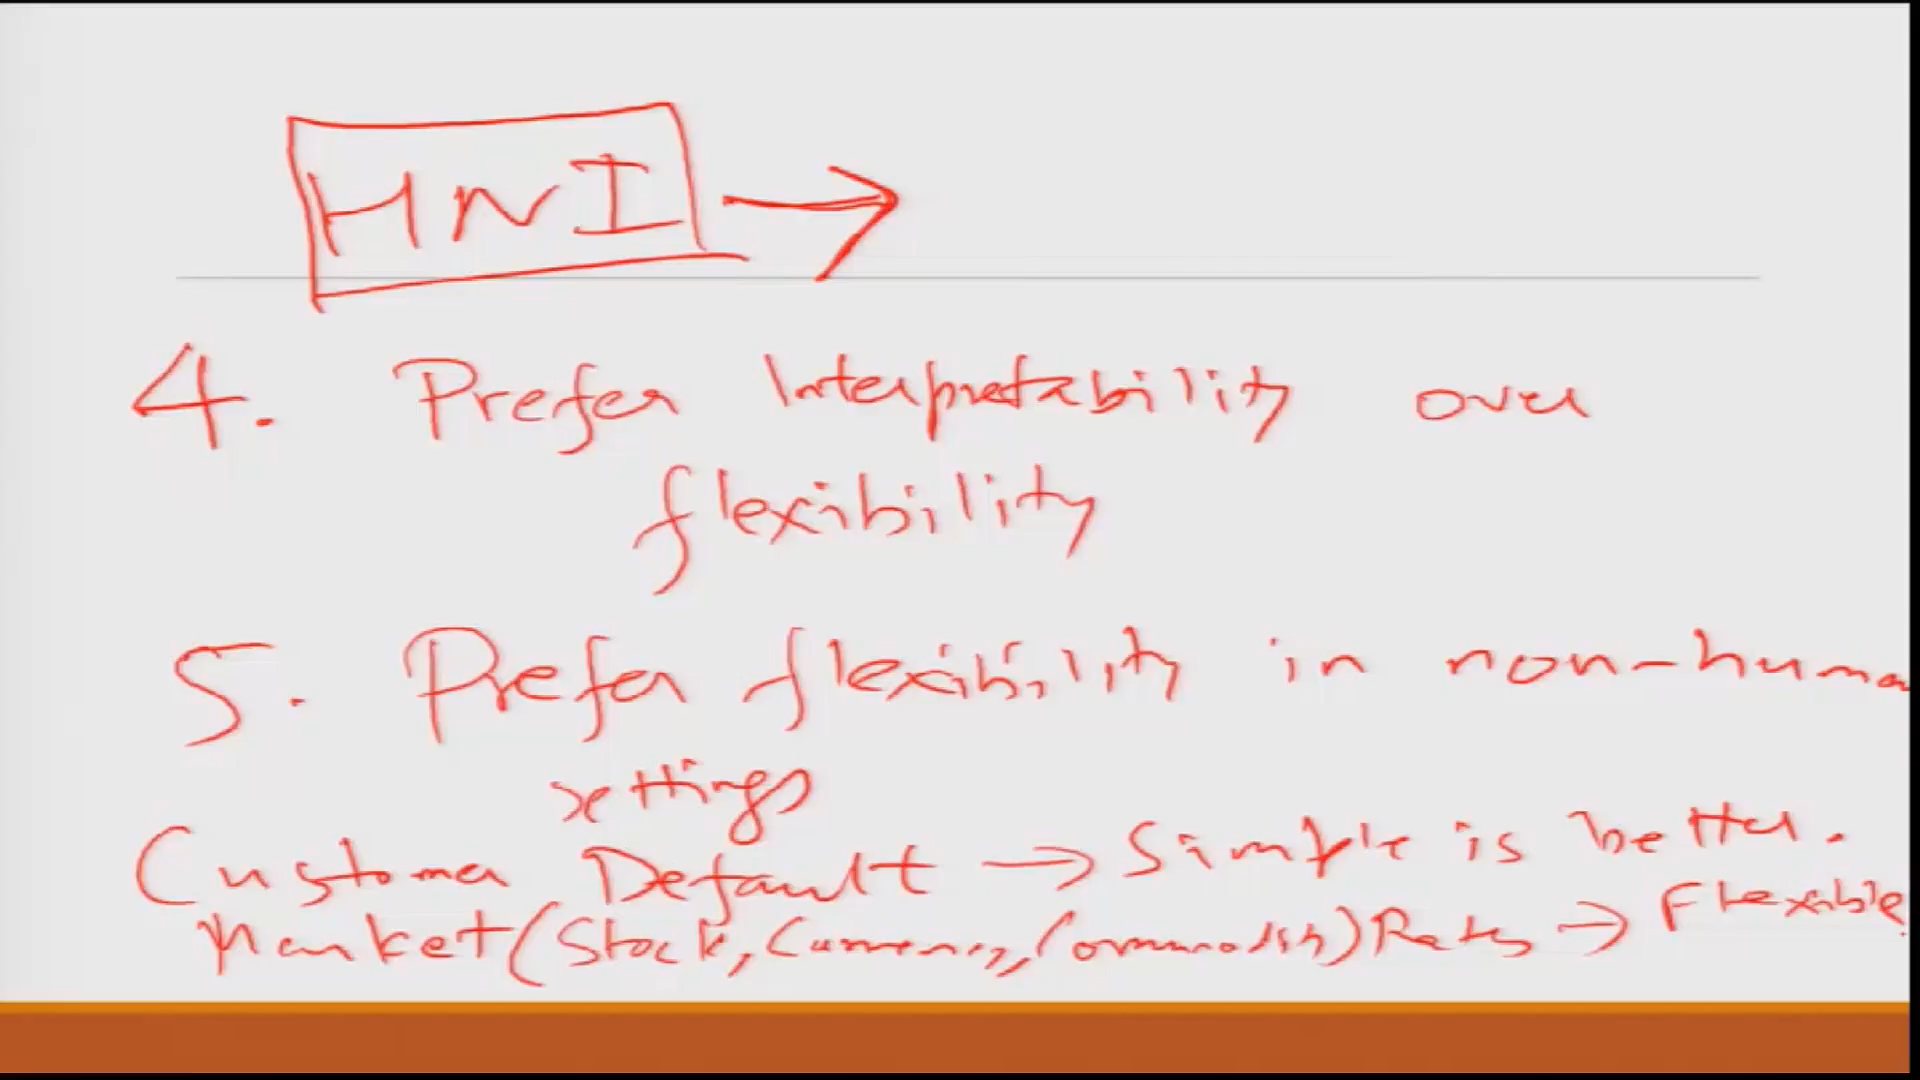 HNI →
4. Prefer Interpretability over
flexibility
5. Prefer flexibility in non-huma
settings
Customer Default → Simple is better.
Market (Stock, Currency, Commodity) Rates → Flexible